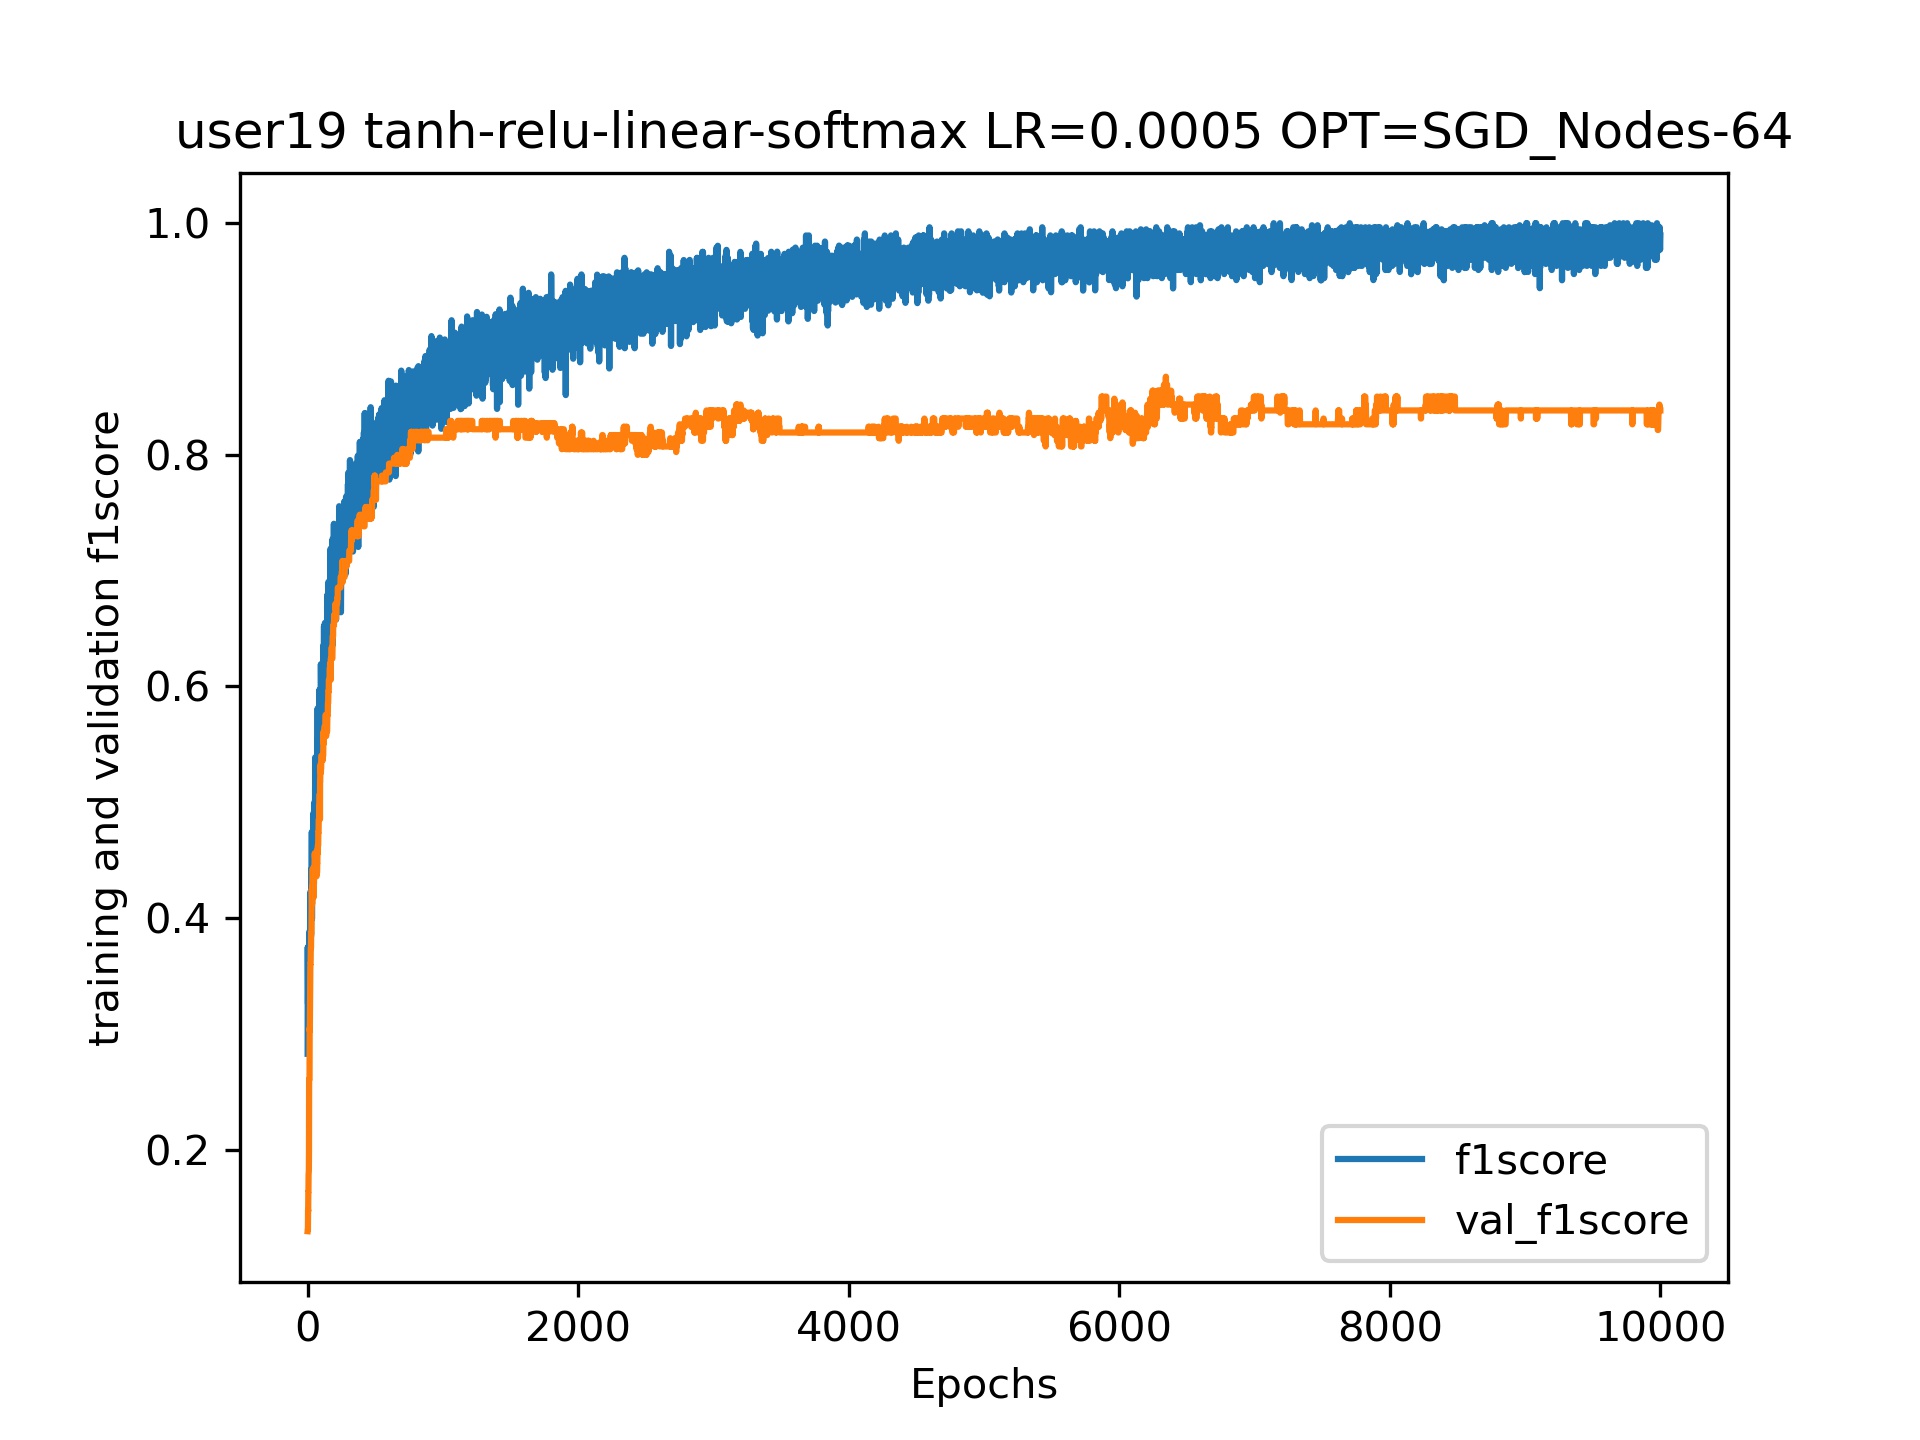 user19 tanh-relu-linear-softmax LR=0.0005 OPT=SGD_Nodes-64
training and validation f1score
1.0
0.8
0.6
0.4
0.2
0 2000 4000 6000 8000 10000
Epochs
f1score
val_f1score